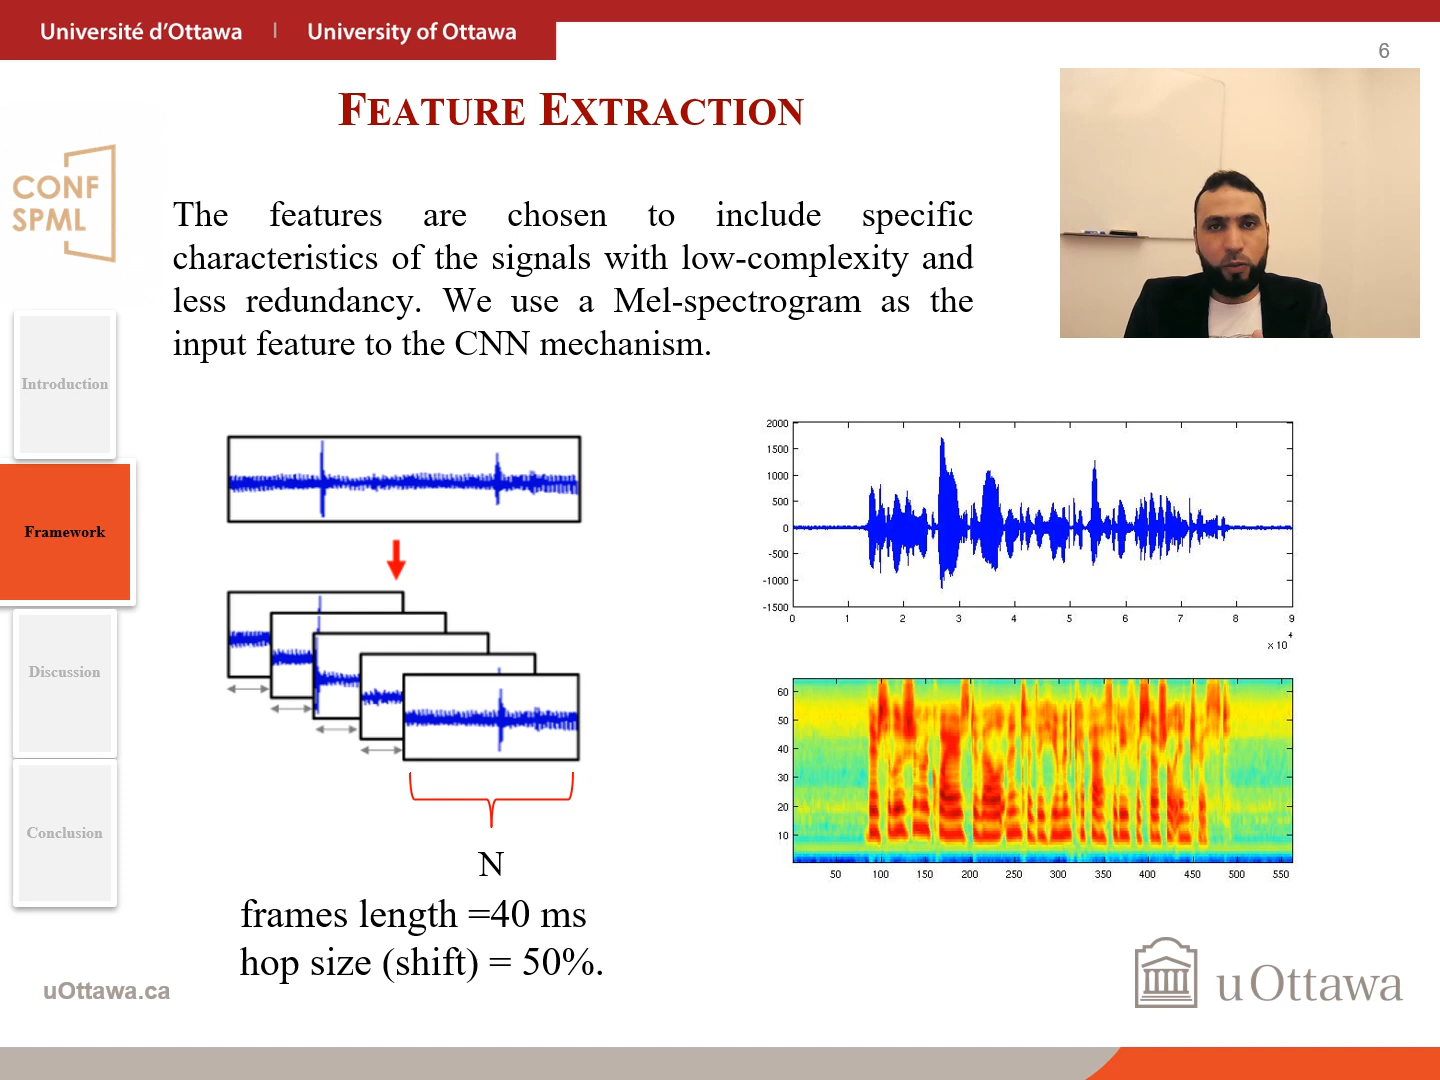 Université d'Ottawa | University of Ottawa
6
FEATURE EXTRACTION
CONF
SPML
The features are chosen to include specific
characteristics of the signals with low-complexity and
less redundancy. We use a Mel-spectrogram as the
input feature to the CNN mechanism.
Introduction
Framework
Discussion
Conclusion
2000
1500
1000
500
0
-500
-1000
-1500
0 1 2 3 4 5 6 7 8 9
x 10^4
60
50
40
30
20
10
50 100 150 200 250 300 350 400 450 500 550
N
frames length =40 ms
hop size (shift) = 50%.
uOttawa.ca
uOttawa